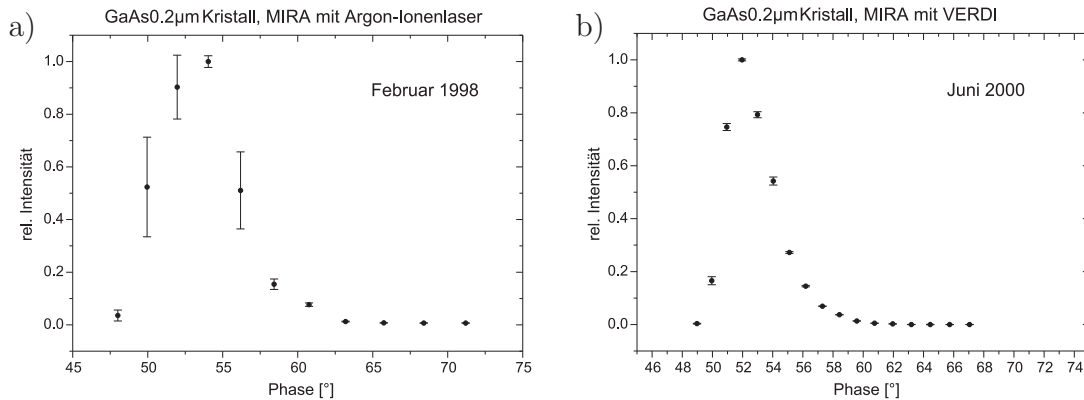 a)
GaAs0.2µm Kristall, MIRA mit Argon-Ionenlaser
Februar 1998
rel. Intensität
1.0
0.8
0.6
0.4
0.2
0.0
45 50 55 60 65 70 75
Phase [°]
b)
GaAs0.2µm Kristall, MIRA mit VERDI
Juni 2000
rel. Intensität
1.0
0.8
0.6
0.4
0.2
0.0
46 48 50 52 54 56 58 60 62 64 66 68 70 72 74
Phase [°]